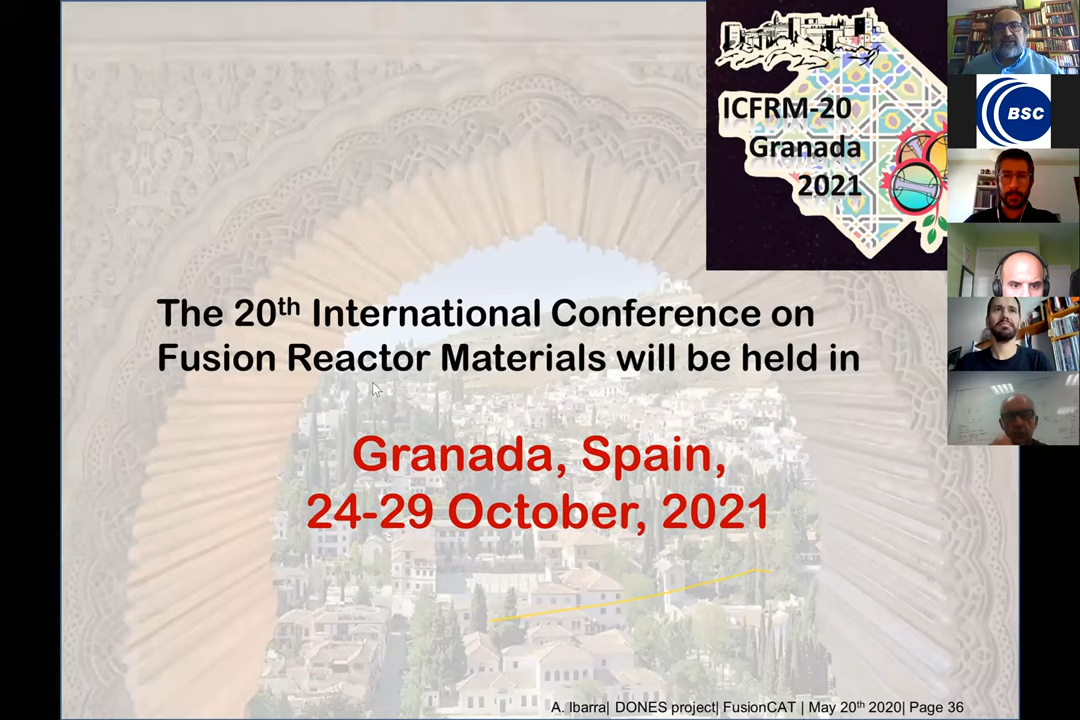 ICFRM-20
Granada
2021
BSC
The 20th International Conference on
Fusion Reactor Materials will be held in
Granada, Spain,
24-29 October, 2021
A. Ibarra| DONES project| FusionCAT | May 20th 2020| Page 36